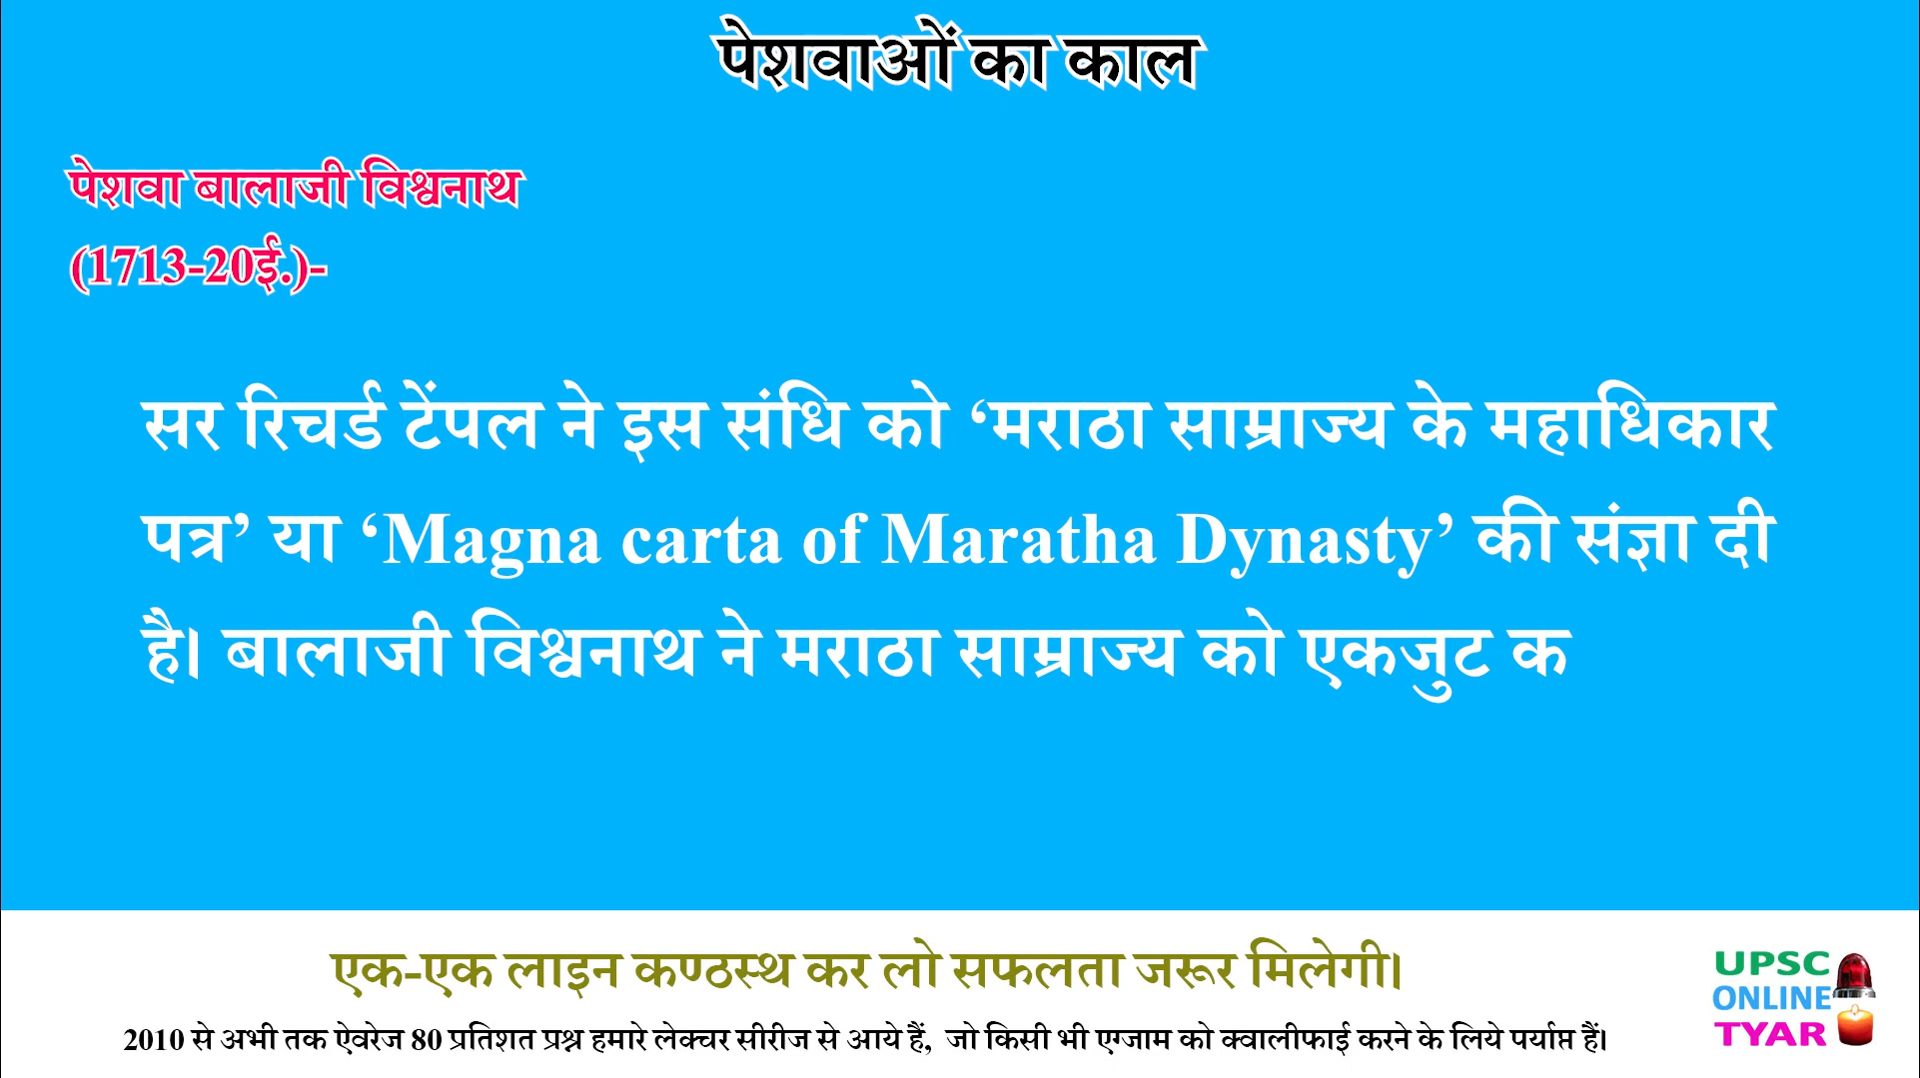 पेशवाओं का काल
पेशवा बालाजी विश्वनाथ
(1713-20ई.)-
सर रिचर्ड टेंपल ने इस संधि को ‘मराठा साम्राज्य के महाधिकार
पत्र’ या ‘Magna carta of Maratha Dynasty’ की संज्ञा दी
है। बालाजी विश्वनाथ ने मराठा साम्राज्य को एकजुट क
एक-एक लाइन कण्ठस्थ कर लो सफलता जरूर मिलेगी।
2010 से अभी तक ऐवरेज 80 प्रतिशत प्रश्न हमारे लेक्चर सीरीज से आये हैं, जो किसी भी एग्जाम को क्वालीफाई करने के लिये पर्याप्त हैं।
UPSC
ONLINE
TYAR